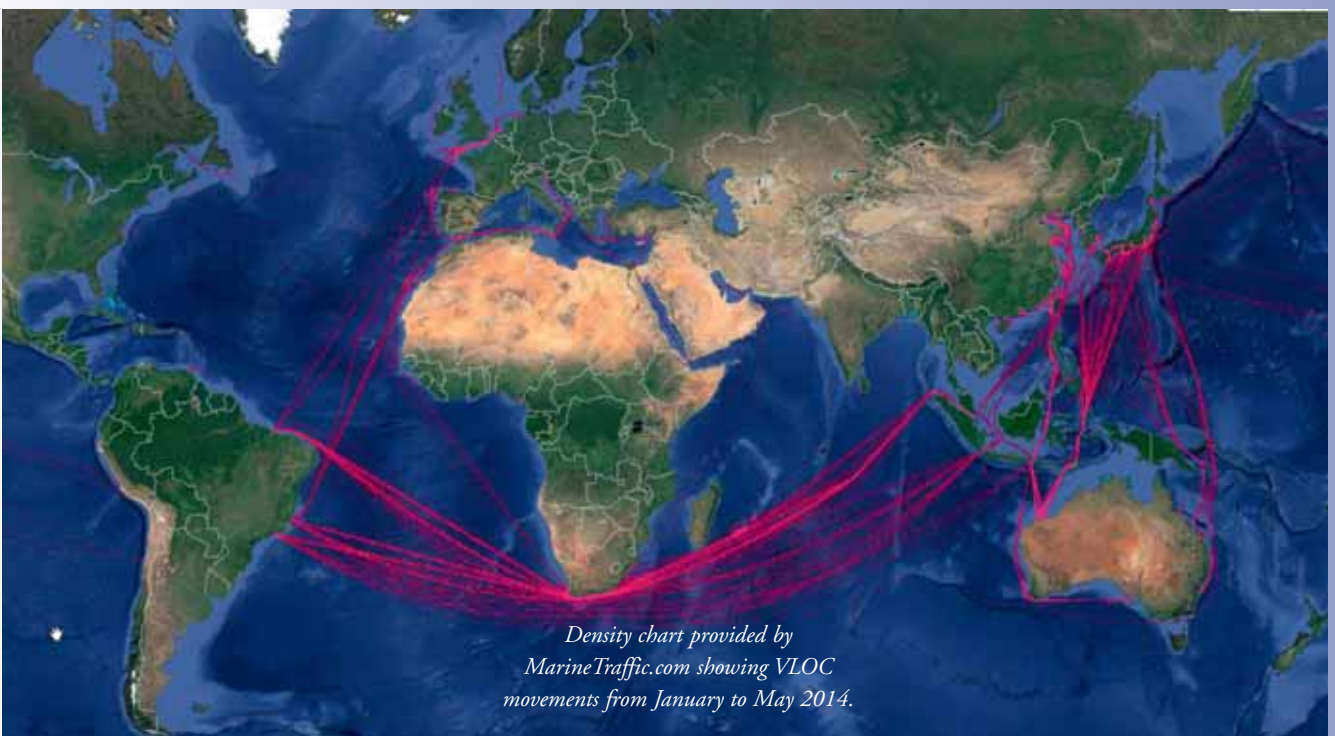 Density chart provided by
MarineTraffic.com showing VLOC
movements from January to May 2014.